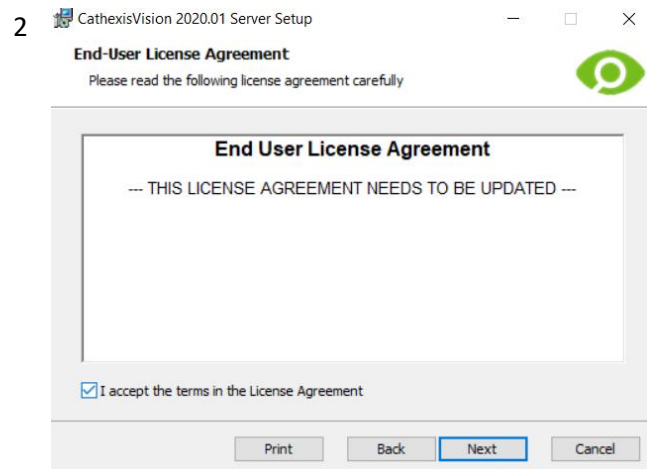 2
CathexisVision 2020.01 Server Setup
End-User License Agreement
Please read the following license agreement carefully
End User License Agreement
--- THIS LICENSE AGREEMENT NEEDS TO BE UPDATED ---
I accept the terms in the License Agreement
Print Back Next Cancel